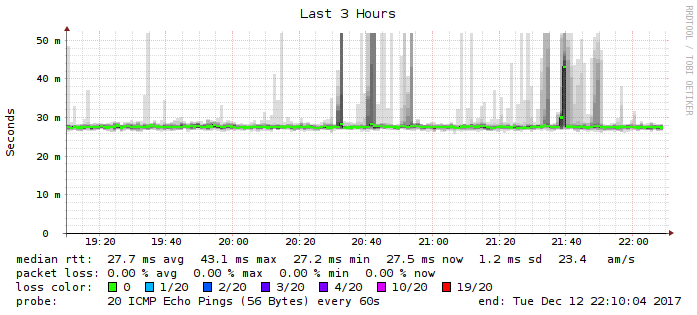 Last 3 Hours
RRDTOOL / TOBI OETIKER
Seconds
50 m
40 m
30 m
20 m
10 m
0
19:20 19:40 20:00 20:20 20:40 21:00 21:20 21:40 22:00
median rtt: 27.7 ms avg 43.1 ms max 27.2 ms min 27.5 ms now 1.2 ms sd 23.4 am/s
packet loss: 0.00 % avg 0.00 % max 0.00 % min 0.00 % now
loss color: 0 1/20 2/20 3/20 4/20 10/20 19/20
probe: 20 ICMP Echo Pings (56 Bytes) every 60s end: Tue Dec 12 22:10:04 2017